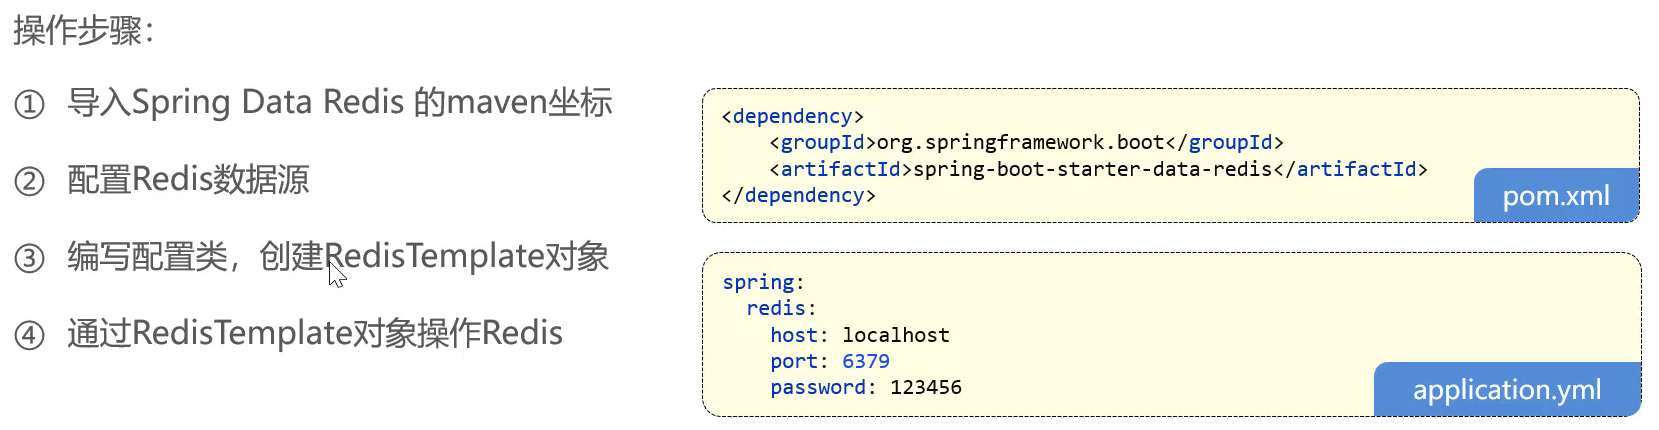 操作步骤：
① 导入Spring Data Redis 的maven坐标
② 配置Redis数据源
③ 编写配置类，创建RedisTemplate对象
④ 通过RedisTemplate对象操作Redis
<dependency>
    <groupId>org.springframework.boot</groupId>
    <artifactId>spring-boot-starter-data-redis</artifactId>
</dependency>
pom.xml
spring:
  redis:
    host: localhost
    port: 6379
    password: 123456
application.yml